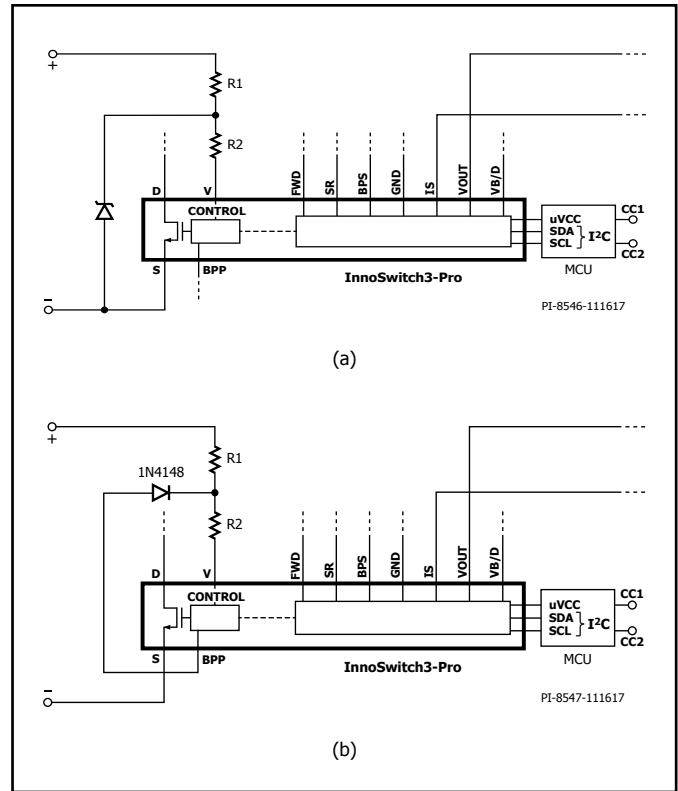 +
R1
R2
D
V
FWD
SR
BPS
GND
IS
VOUT
VB/D
CONTROL
uVCC
SDA
SCL
I²C
CC1
CC2
MCU
S
BPP
InnoSwitch3-Pro
−
PI-8546-111617
(a)
+
R1
1N4148
R2
D
V
FWD
SR
BPS
GND
IS
VOUT
VB/D
CONTROL
uVCC
SDA
SCL
I²C
CC1
CC2
MCU
S
BPP
InnoSwitch3-Pro
−
PI-8547-111617
(b)